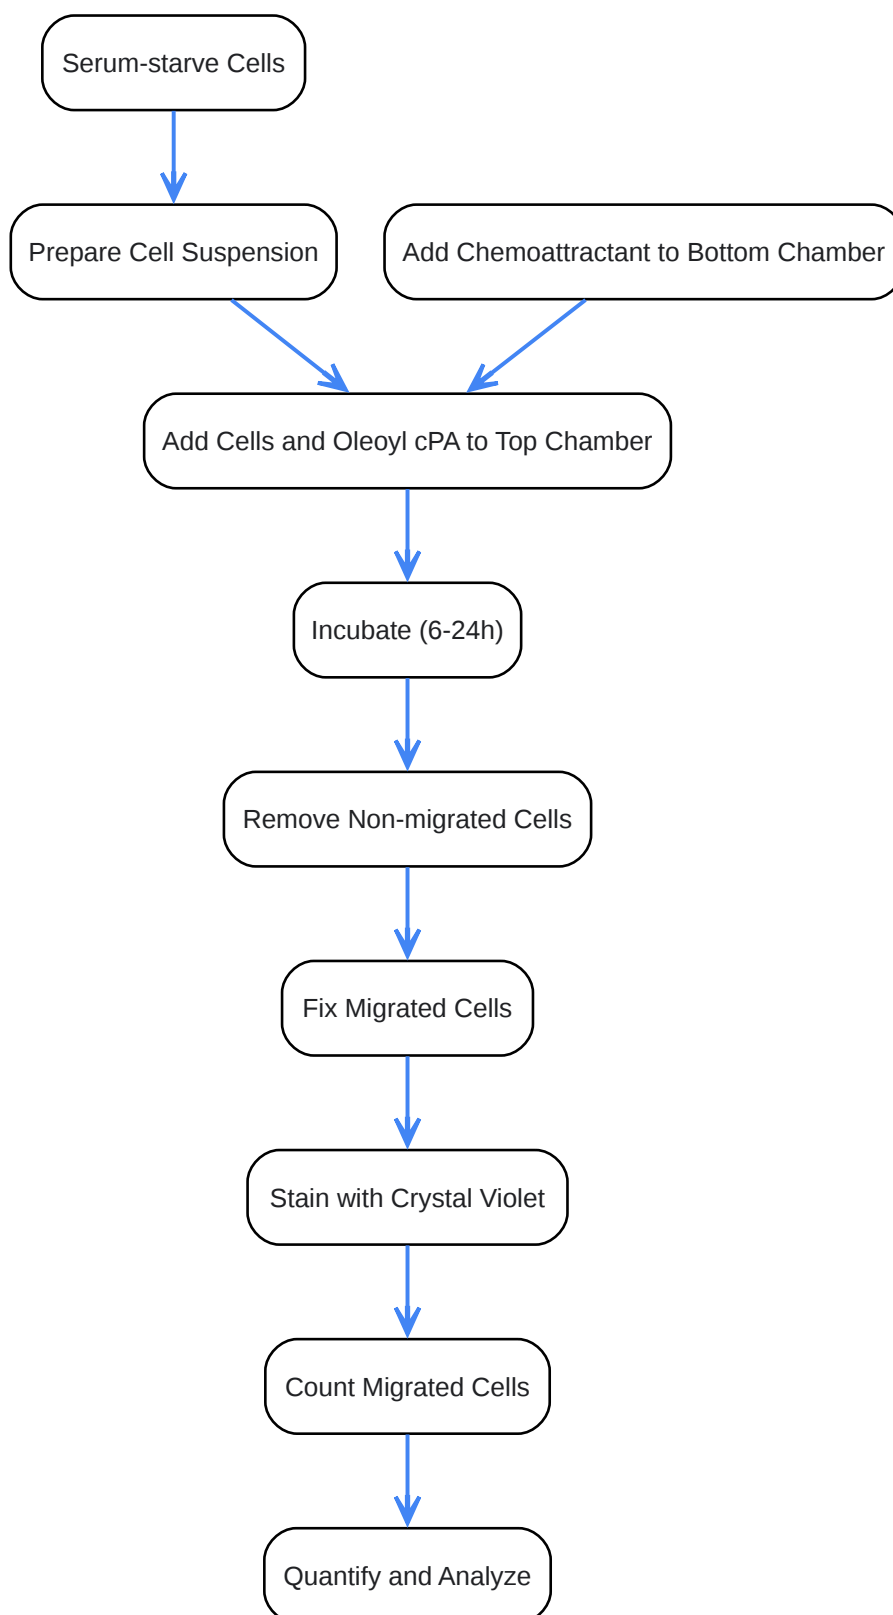 Serum-starve Cells
Prepare Cell Suspension
Add Chemoattractant to Bottom Chamber
Add Cells and Oleoyl cPA to Top Chamber
Incubate (6-24h)
Remove Non-migrated Cells
Fix Migrated Cells
Stain with Crystal Violet
Count Migrated Cells
Quantify and Analyze